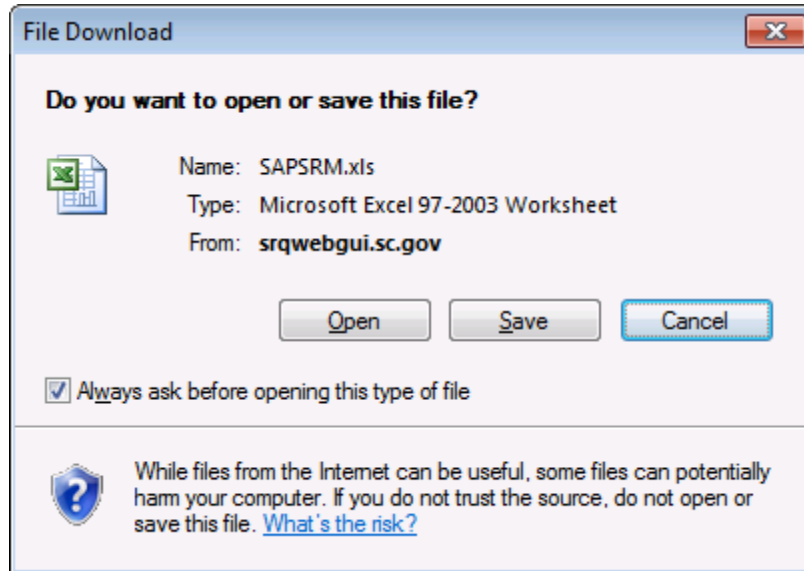 File Download
Do you want to open or save this file?
Name: SAPSRM.xls
Type: Microsoft Excel 97-2003 Worksheet
From: srqwebgui.sc.gov
Open Save Cancel
Always ask before opening this type of file
While files from the Internet can be useful, some files can potentially
harm your computer. If you do not trust the source, do not open or
save this file. What's the risk?